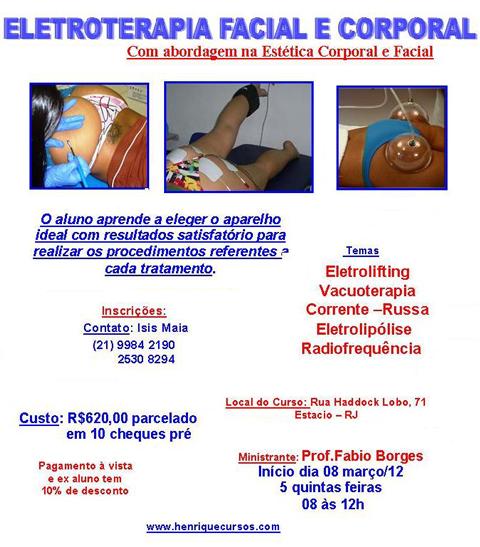 ELETROTERAPIA FACIAL E CORPORAL
Com abordagem na Estética Corporal e Facial
O aluno aprende a eleger o aparelho
ideal com resultados satisfatório para
realizar os procedimentos referentes a
cada tratamento.
Temas
Eletrolifting
Vacuoterapia
Corrente –Russa
Eletrolipólise
Radiofrequência
Inscrições:
Contato: Isis Maia
(21) 9984 2190
2530 8294
Local do Curso: Rua Haddock Lobo, 71
Estacio – RJ
Custo: R$620,00 parcelado
em 10 cheques pré
Ministrante: Prof.Fabio Borges
Início dia 08 março/12
5 quintas feiras
08 às 12h
Pagamento à vista
e ex aluno tem
10% de desconto
www.henriquecursos.com